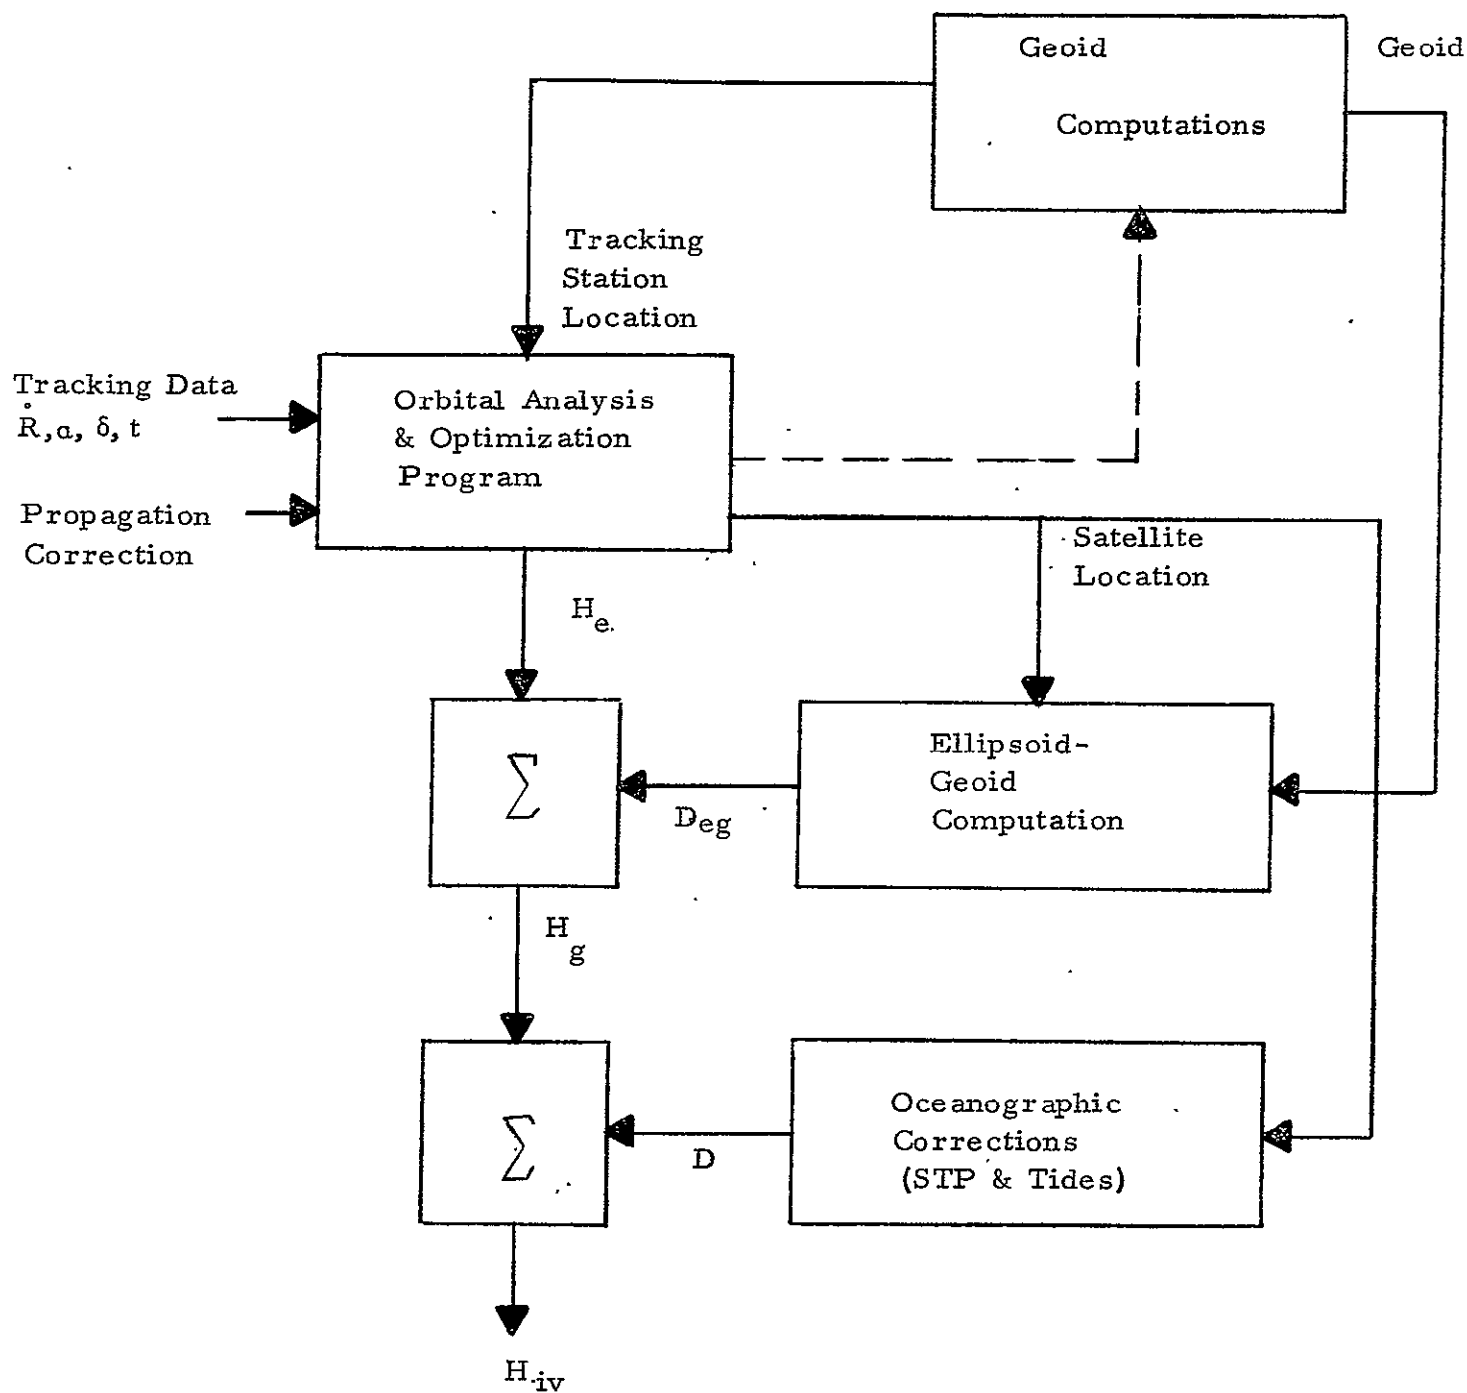 Geoid
Computations
Geoid
Tracking
Station
Location
Tracking Data
Ṙ, α, δ, t
Propagation
Correction
Orbital Analysis
& Optimization
Program
Satellite
Location
He
Σ
Deg
Ellipsoid-
Geoid
Computation
Hg
Σ
D
Oceanographic
Corrections
(STP & Tides)
Hiv